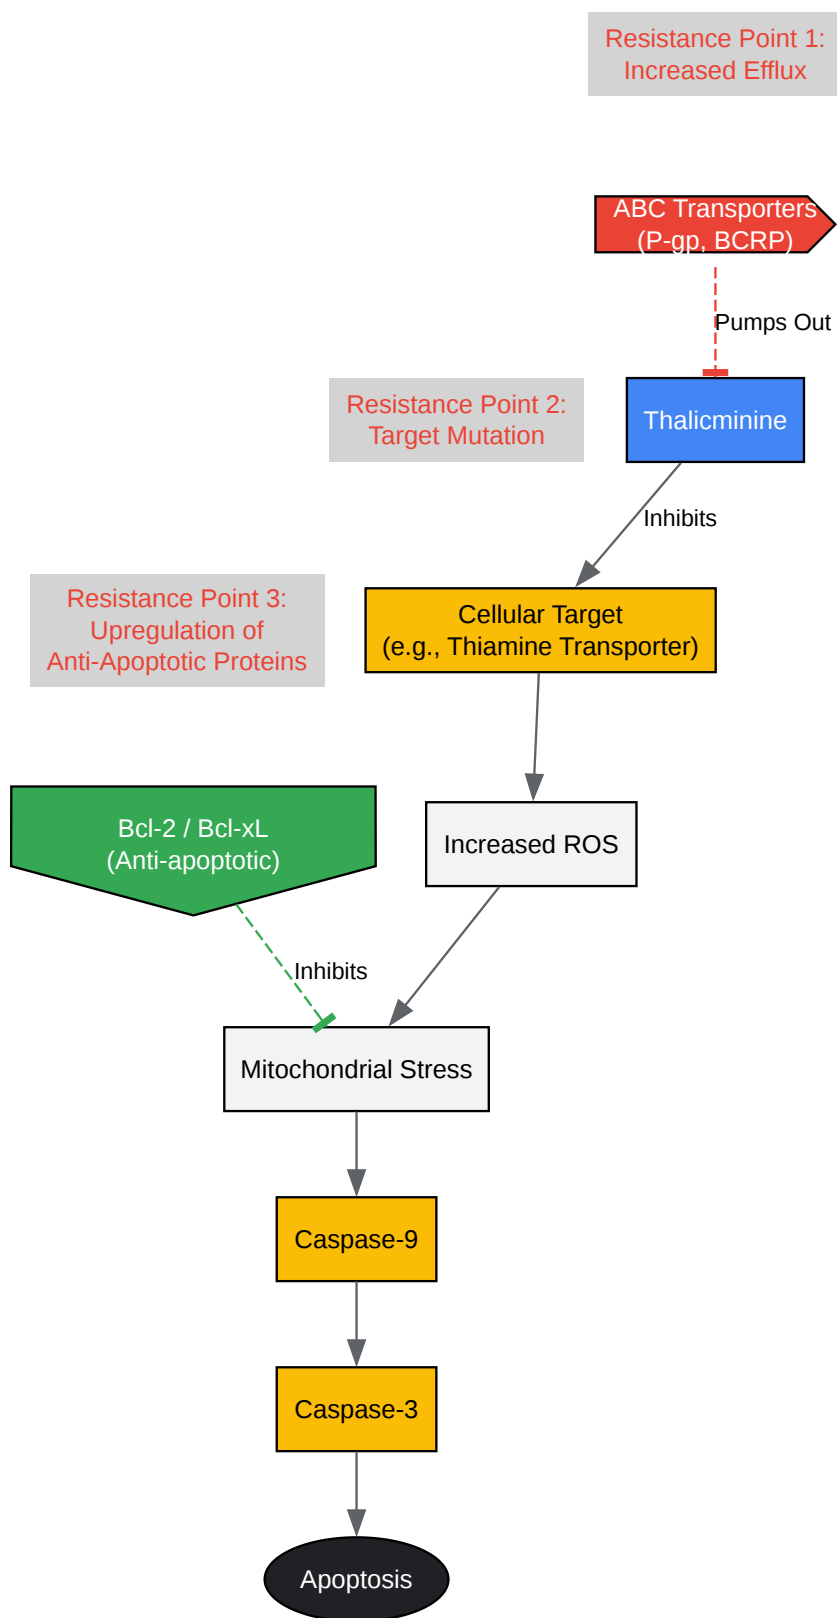 Resistance Point 1:
Increased Efflux
ABC Transporters
(P-gp, BCRP)
Pumps Out
Resistance Point 2:
Target Mutation
Thalicminine
Inhibits
Resistance Point 3:
Upregulation of
Anti-Apoptotic Proteins
Cellular Target
(e.g., Thiamine Transporter)
Bcl-2 / Bcl-xL
(Anti-apoptotic)
Increased ROS
Inhibits
Mitochondrial Stress
Caspase-9
Caspase-3
Apoptosis